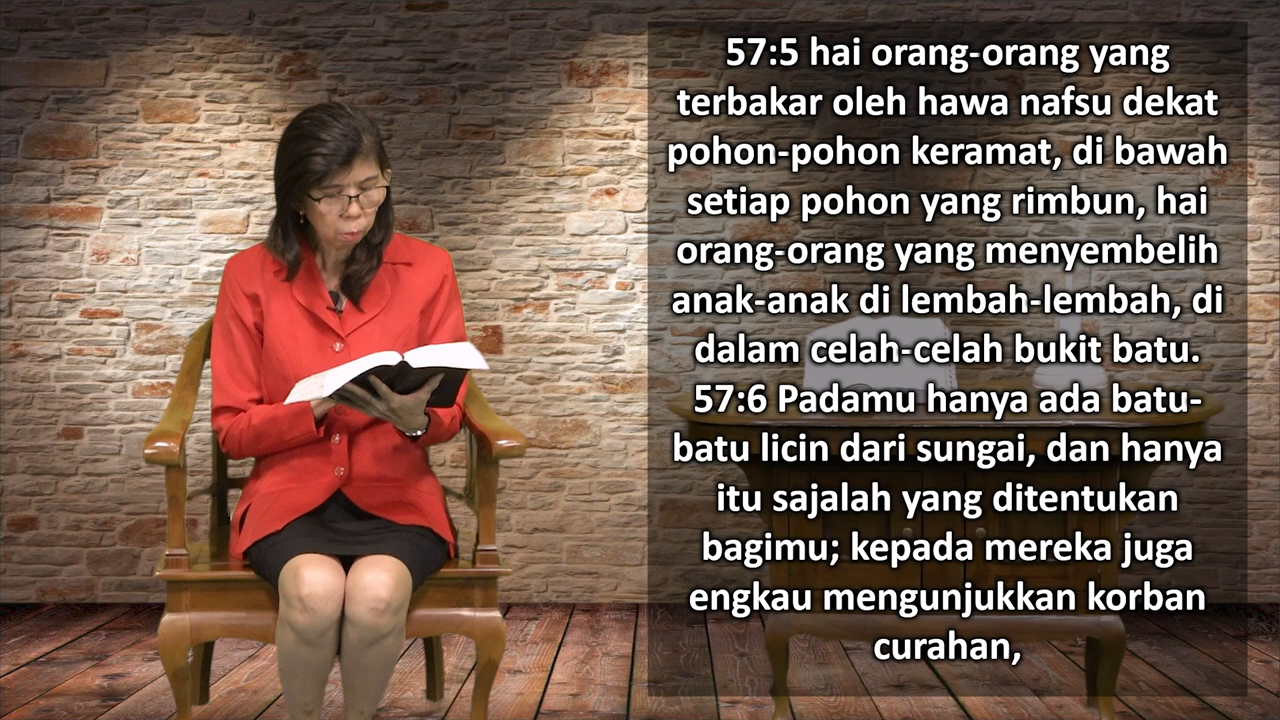 57:5 hai orang-orang yang
terbakar oleh hawa nafsu dekat
pohon-pohon keramat, di bawah
setiap pohon yang rimbun, hai
orang-orang yang menyembelih
anak-anak di lembah-lembah, di
dalam celah-celah bukit batu.
57:6 Padamu hanya ada batu-
batu licin dari sungai, dan hanya
itu sajalah yang ditentukan
bagimu; kepada mereka juga
engkau mengunjukkan korban
curahan,